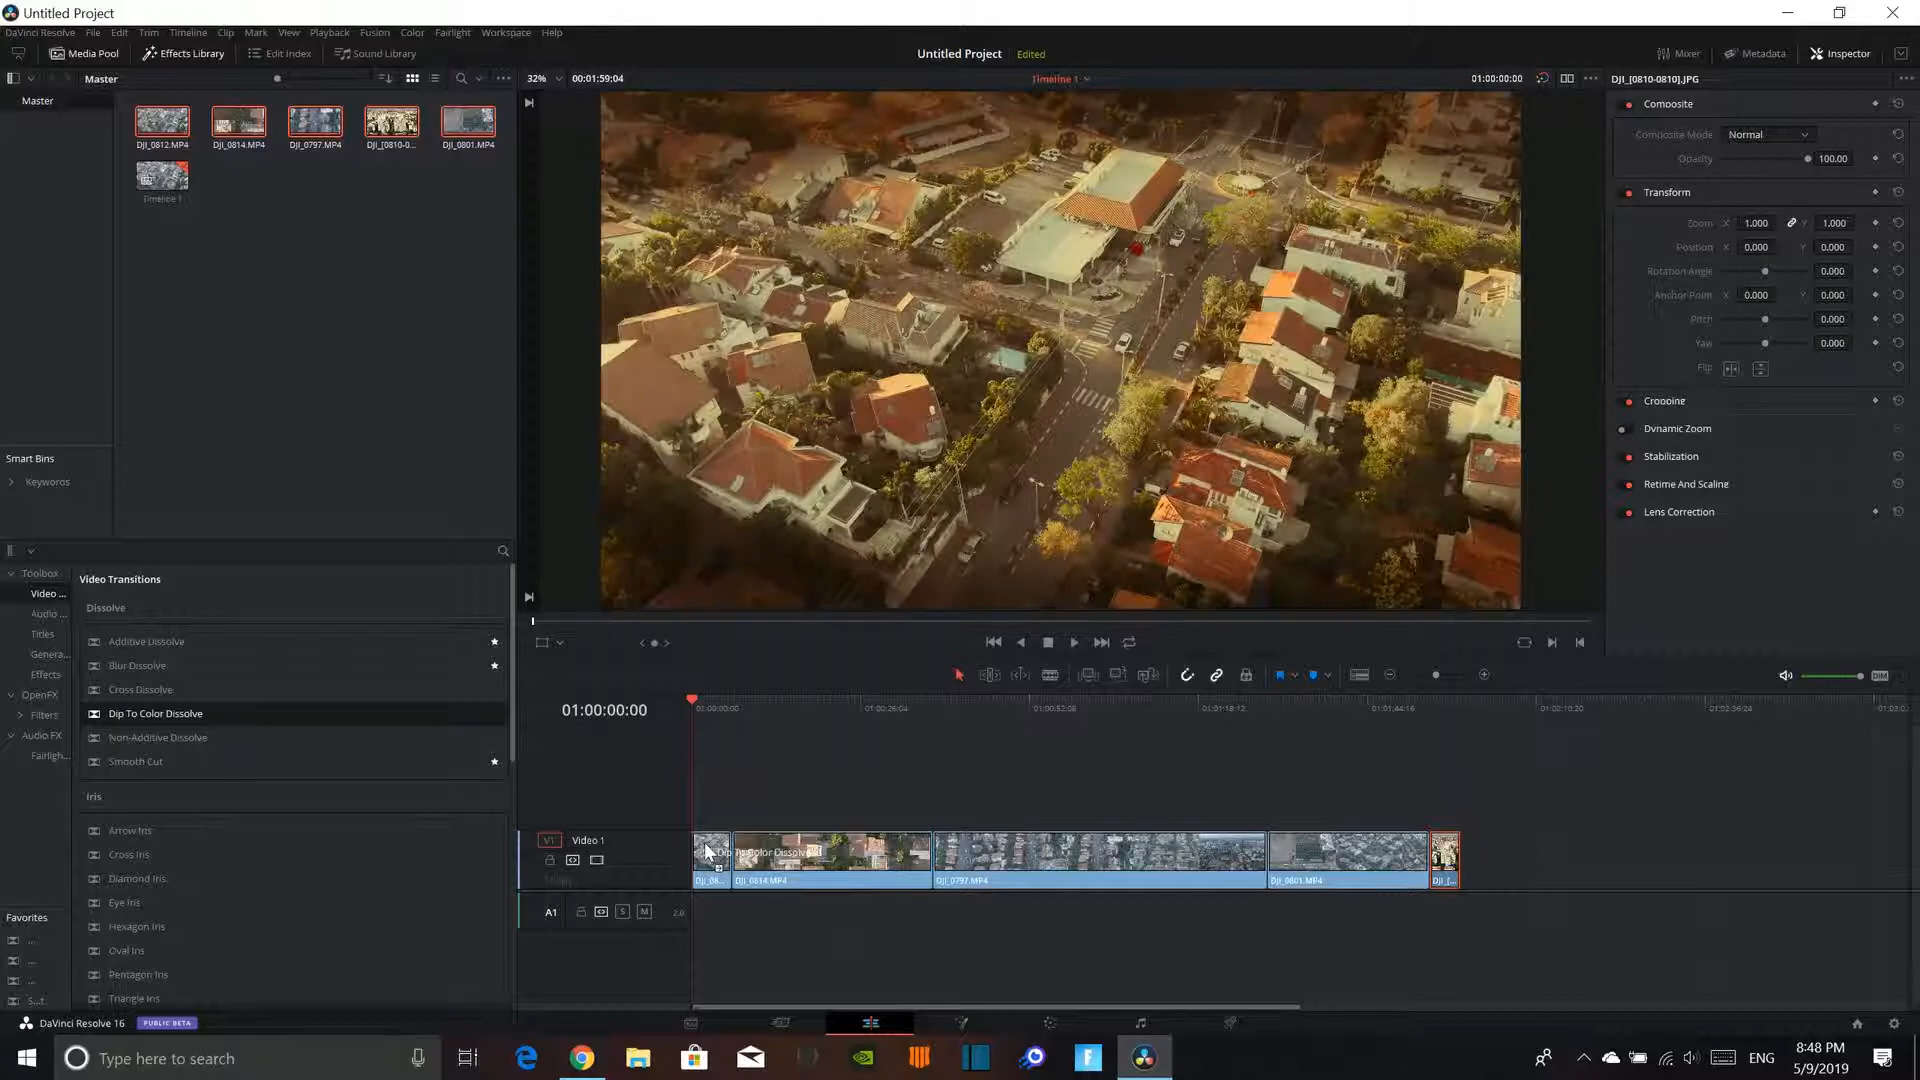 Untitled Project
DaVinci Resolve File Edit Trim Timeline Clip Mark View Playback Fusion Color Fairlight Workspace Help
Media Pool Effects Library Edit Index Sound Library
Untitled Project Edited
Mixer Metadata Inspector
Master
32% 00:01:59:04 Timeline 1 01:00:00:00
DJI_[0810-0810].JPG
Master
DJI_0812.MP4 DJI_0814.MP4 DJI_0797.MP4 DJI_[0810-0... DJI_0801.MP4
Timeline 1
Composite
Composite Mode Normal
Opacity 100.00
Transform
Zoom X 1.000 Y 1.000
Position X 0.000 Y 0.000
Rotation Angle 0.000
Anchor Point X 0.000 Y 0.000
Pitch 0.000
Yaw 0.000
Flip
Cropping
Dynamic Zoom
Stabilization
Retime And Scaling
Lens Correction
Smart Bins
Keywords
Toolbox
Video ...
Audio ...
Titles
Genera...
Effects
OpenFX
Filters
Audio FX
Fairligh...
Favorites
...
...
...
S...t
Video Transitions
Dissolve
Additive Dissolve
Blur Dissolve
Cross Dissolve
Dip To Color Dissolve
Non-Additive Dissolve
Smooth Cut
Iris
Arrow Iris
Cross Iris
Diamond Iris
Eye Iris
Hexagon Iris
Oval Iris
Pentagon Iris
Triangle Iris
DIM
01:00:00:00
01:00:00:00 01:00:26:04 01:00:52:08 01:01:18:12 01:01:44:16 01:02:10:20 01:02:36:24 01:03:0
V1 Video 1
Dip To Color Dissolve
DJI_08... DJI_0814.MP4 DJI_0797.MP4 DJI_0801.MP4 DJI_[...
A1 S M 2.0
DaVinci Resolve 16 PUBLIC BETA
Type here to search
ENG
8:48 PM
5/9/2019